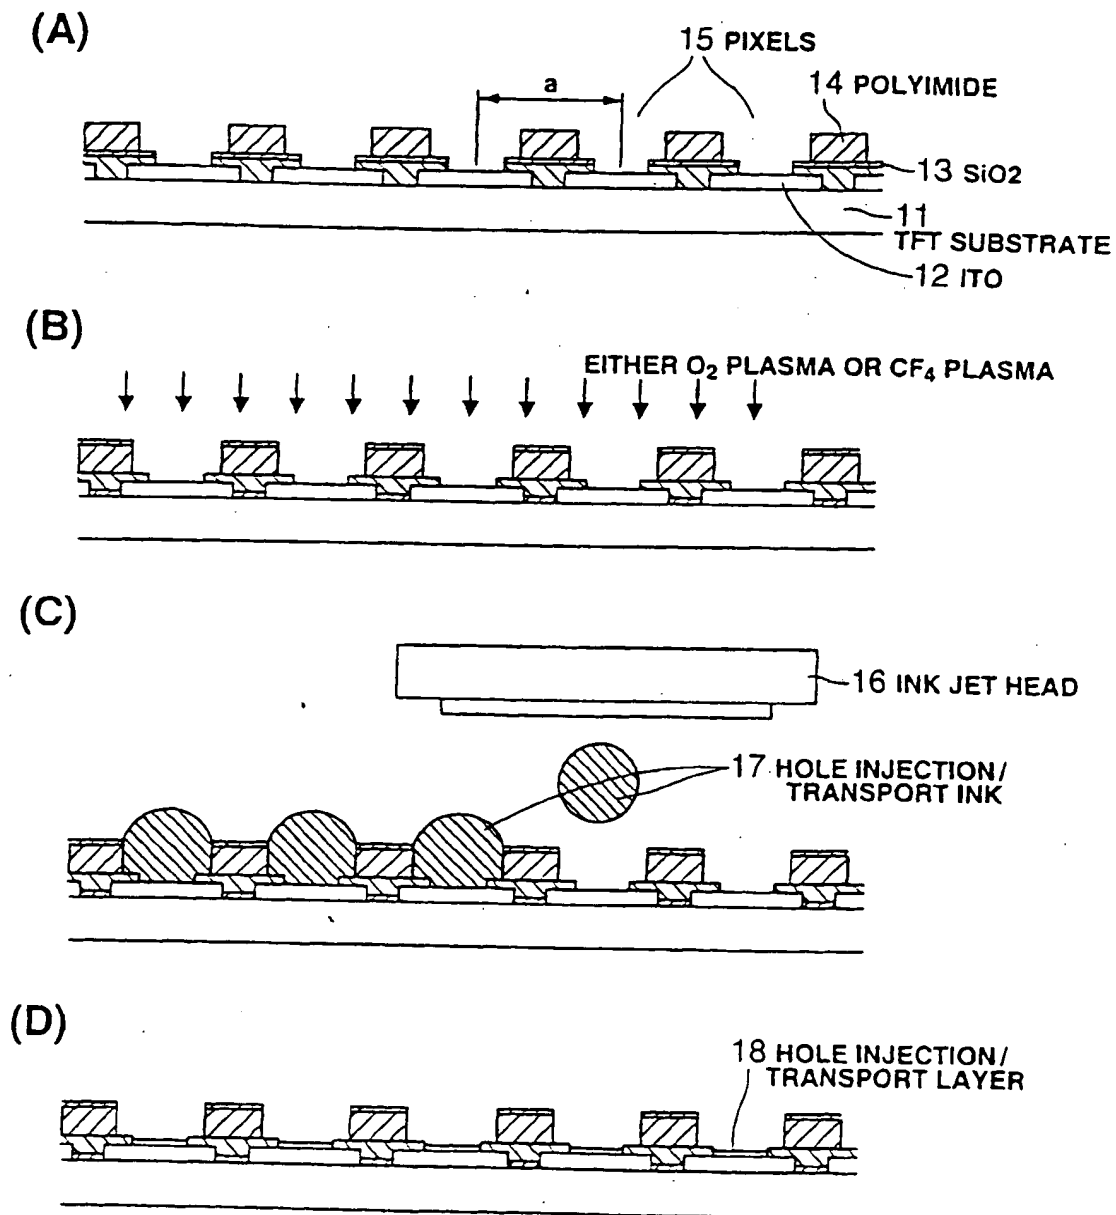 (A)
15 PIXELS
a
14 POLYIMIDE
13 SiO2
11
TFT SUBSTRATE
12 ITO
(B)
EITHER O₂ PLASMA OR CF₄ PLASMA
(C)
16 INK JET HEAD
17 HOLE INJECTION/
TRANSPORT INK
(D)
18 HOLE INJECTION/
TRANSPORT LAYER